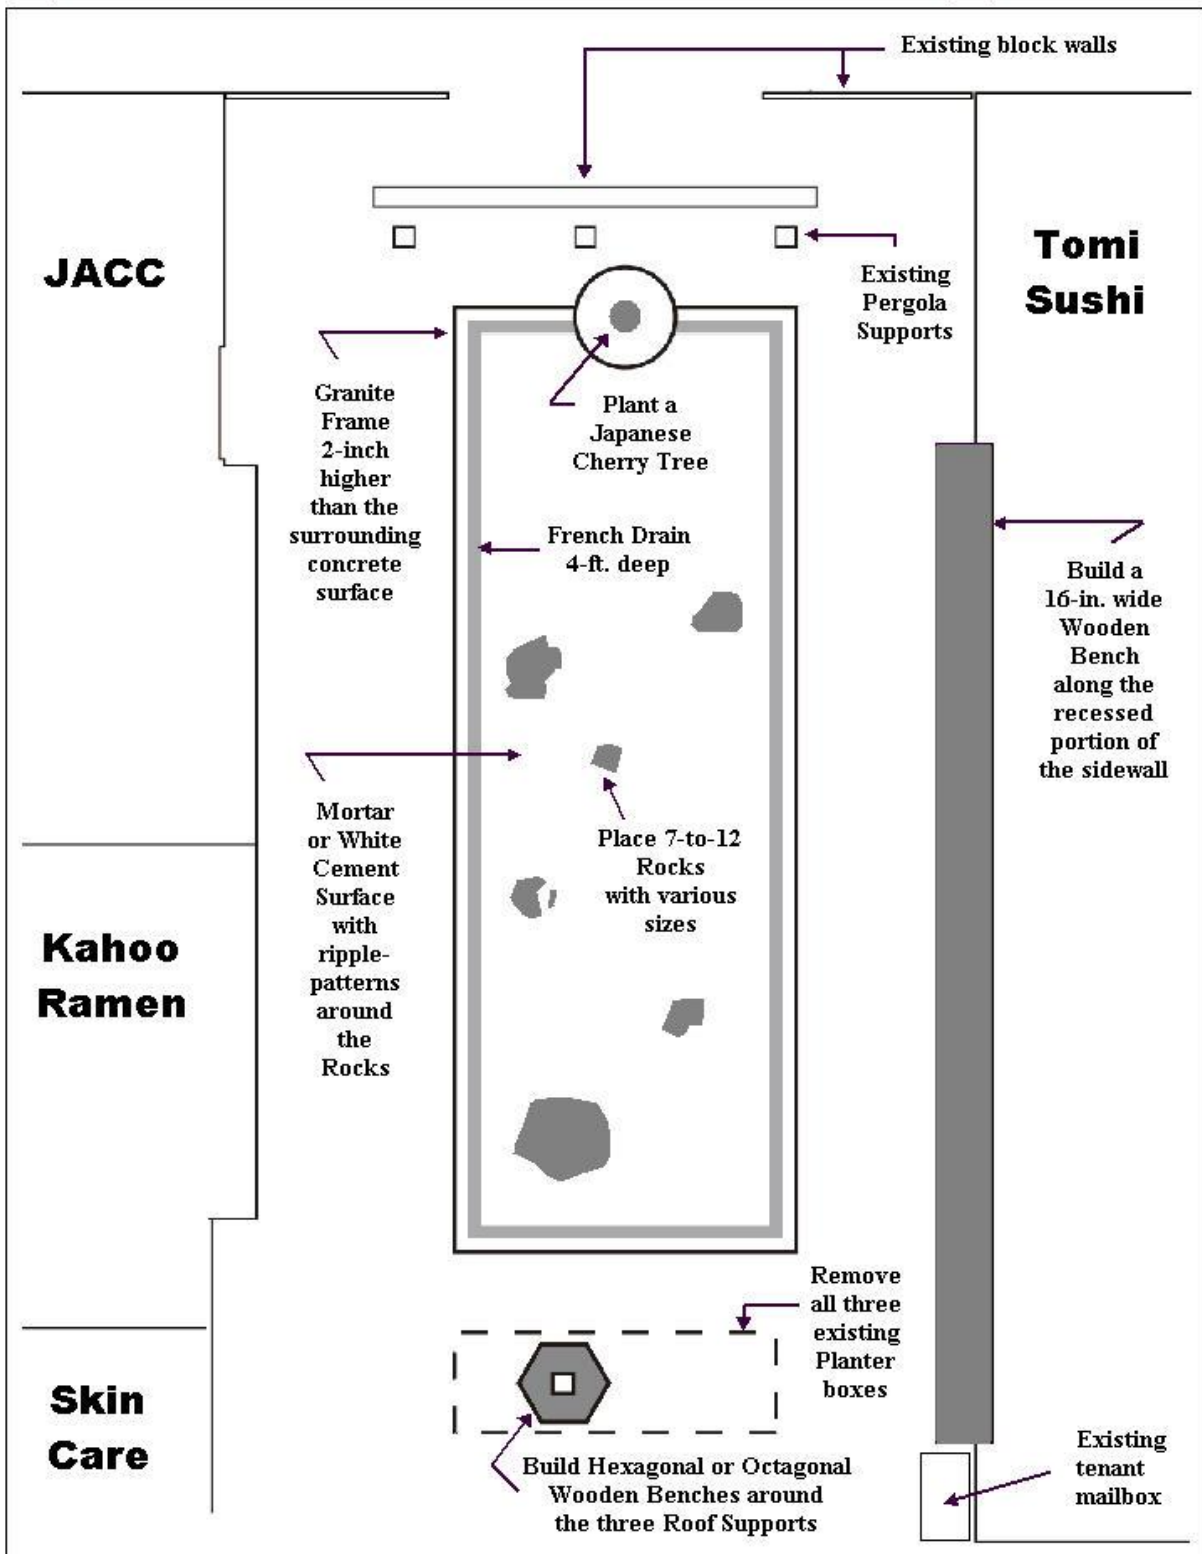 Existing block walls
JACC
Tomi
Sushi
Existing
Pergola
Supports
Granite
Frame
2-inch
higher
than the
surrounding
concrete
surface
Plant a
Japanese
Cherry Tree
French Drain
4-ft. deep
Build a
16-in. wide
Wooden
Bench
along the
recessed
portion of
the sidewall
Mortar
or White
Cement
Surface
with
ripple-
patterns
around
the
Rocks
Place 7-to-12
Rocks
with various
sizes
Kahoo
Ramen
Remove
all three
existing
Planter
boxes
Skin
Care
Build Hexagonal or Octagonal
Wooden Benches around
the three Roof Supports
Existing
tenant
mailbox